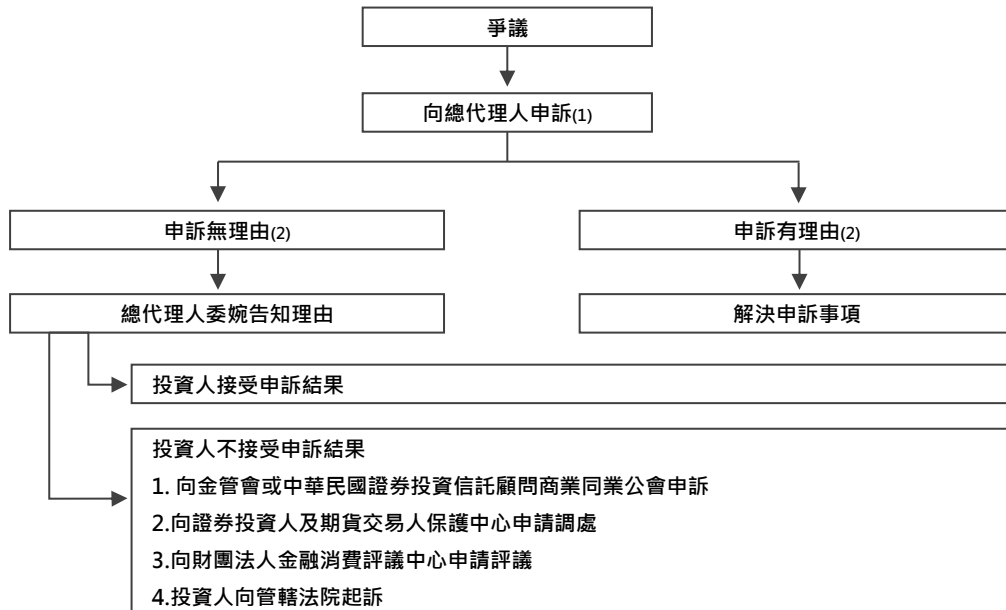 爭議
向總代理人申訴(1)
申訴無理由(2)
申訴有理由(2)
總代理人委婉告知理由
解決申訴事項
投資人接受申訴結果
投資人不接受申訴結果
1. 向金管會或中華民國證券投資信託顧問商業同業公會申訴
2.向證券投資人及期貨交易人保護中心申請調處
3.向財團法人金融消費評議中心申請評議
4.投資人向管轄法院起訴